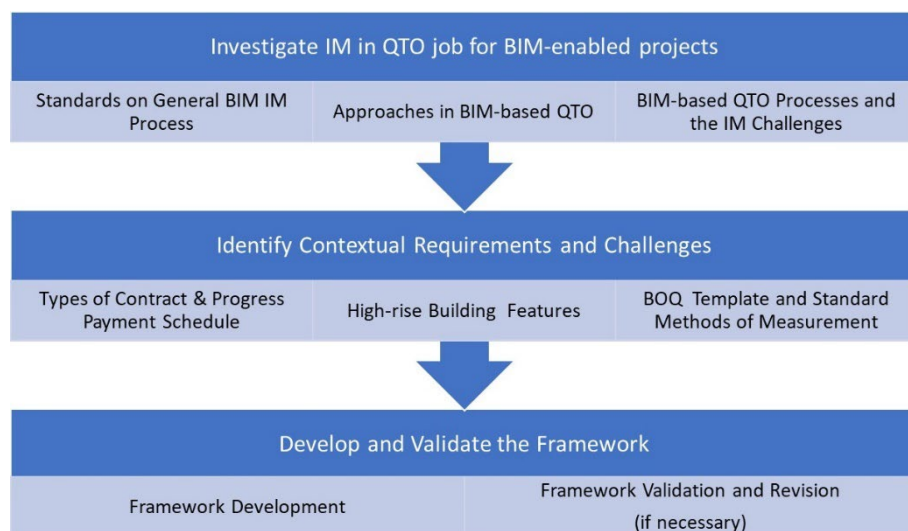 Investigate IM in QTO job for BIM-enabled projects
Standards on General BIM IM
Process
Approaches in BIM-based QTO
BIM-based QTO Processes and
the IM Challenges
Identify Contextual Requirements and Challenges
Types of Contract & Progress
Payment Schedule
High-rise Building Features
BOQ Template and Standard
Methods of Measurement
Develop and Validate the Framework
Framework Development
Framework Validation and Revision
(if necessary)